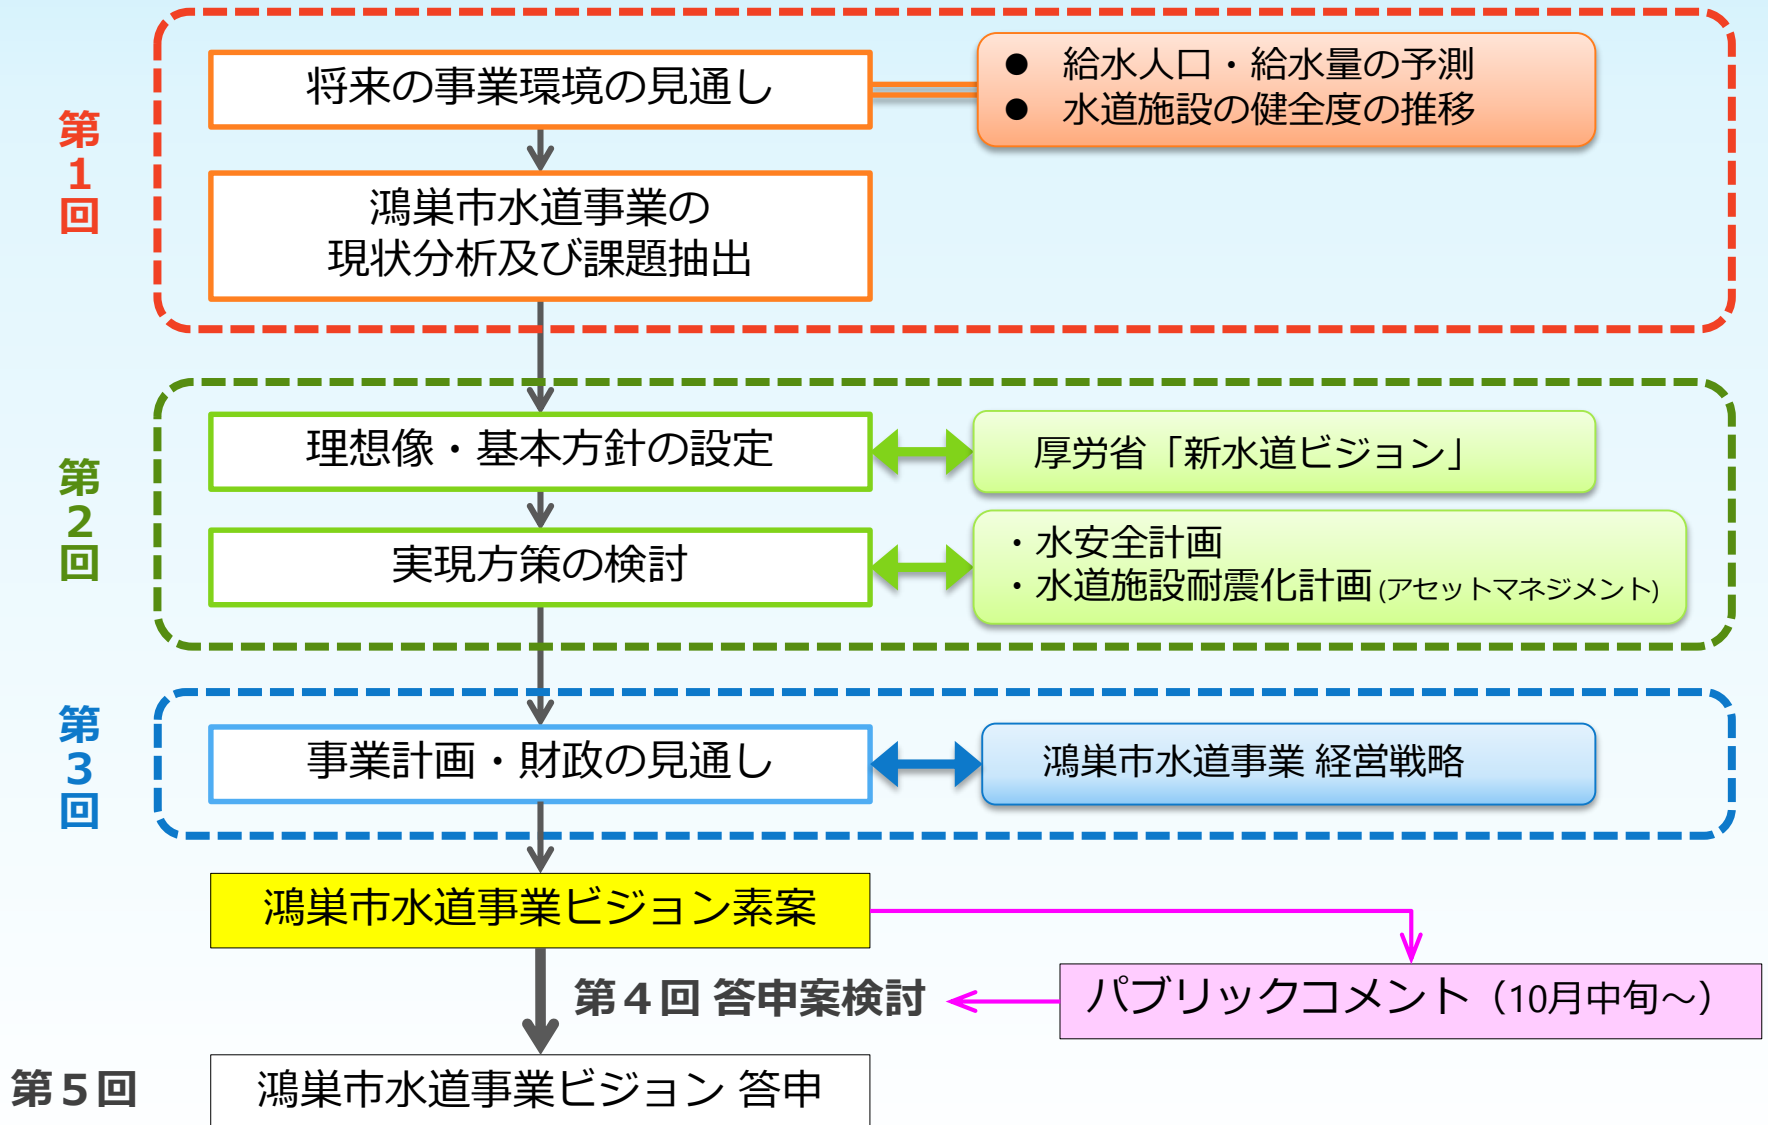 第1回
将来の事業環境の見通し
● 給水人口・給水量の予測
● 水道施設の健全度の推移
鴻巣市水道事業の
現状分析及び課題抽出
第2回
理想像・基本方針の設定
厚労省「新水道ビジョン」
実現方策の検討
・水安全計画
・水道施設耐震化計画(アセットマネジメント)
第3回
事業計画・財政の見通し
鴻巣市水道事業 経営戦略
鴻巣市水道事業ビジョン素案
第4回 答申案検討
パブリックコメント（10月中旬～）
第5回
鴻巣市水道事業ビジョン 答申